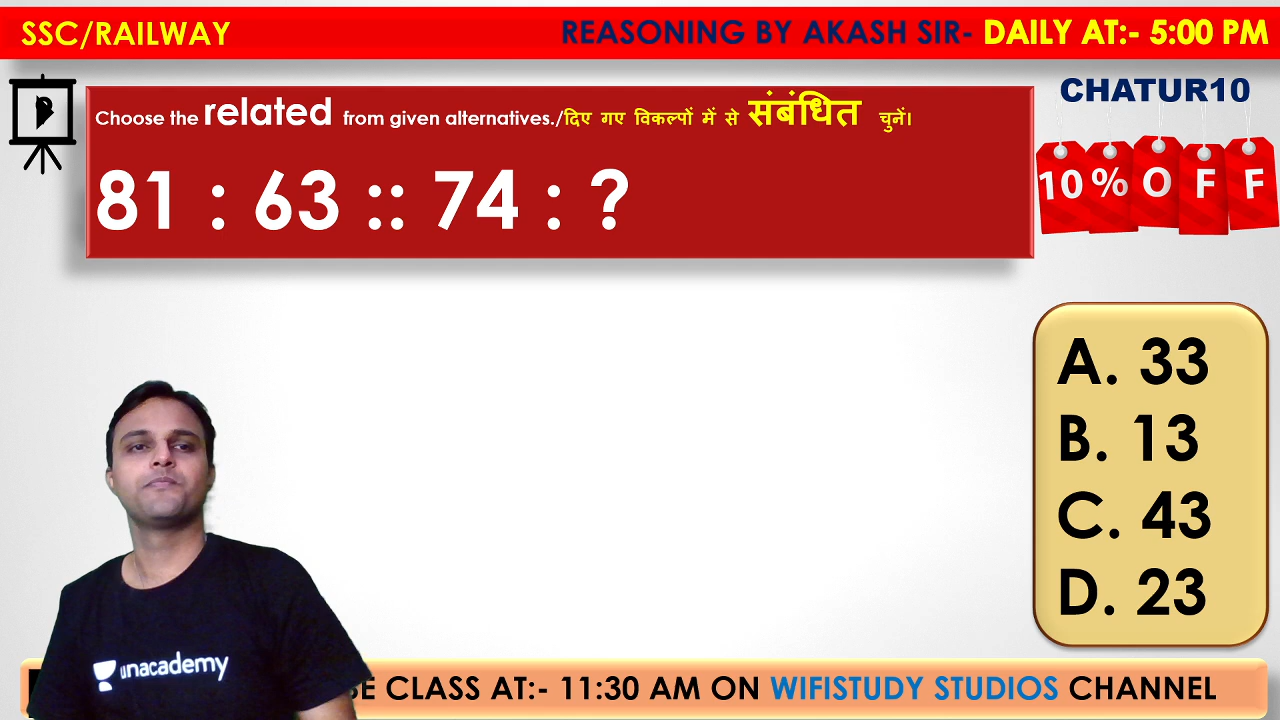 SSC/RAILWAY
REASONING BY AKASH SIR- DAILY AT:- 5:00 PM
CHATUR10
10% OFF
Choose the related from given alternatives./दिए गए विकल्पों में से संबंधित चुनें।
81 : 63 :: 74 : ?
A. 33
B. 13
C. 43
D. 23
unacademy
CLASS AT:- 11:30 AM ON WIFISTUDY STUDIOS CHANNEL